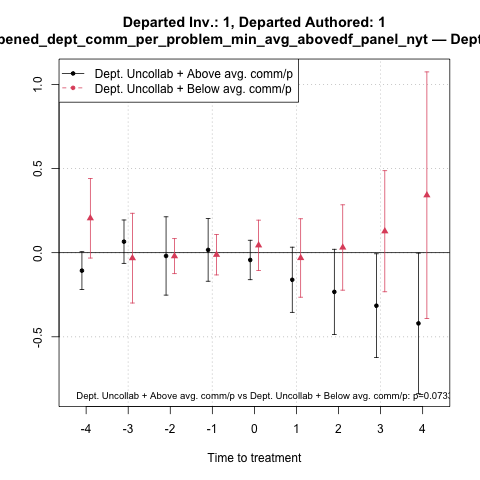 Departed Inv.: 1, Departed Authored: 1
pened_dept_comm_per_problem_min_avg_abovedf_panel_nyt — Dept
Dept. Uncollab + Above avg. comm/p
Dept. Uncollab + Below avg. comm/p
1.0
0.5
0.0
-0.5
Dept. Uncollab + Above avg. comm/p vs Dept. Uncollab + Below avg. comm/p: p=0.073
-4 -3 -2 -1 0 1 2 3 4
Time to treatment